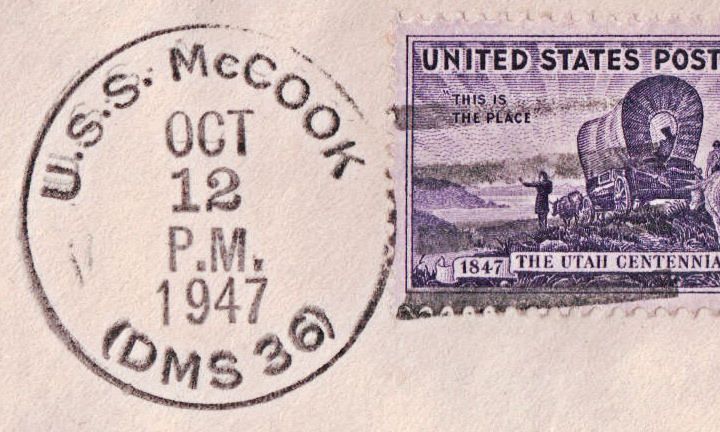 U.S.S. McCOOK
OCT
12
P.M.
1947
(DMS 36)
UNITED STATES POST
"THIS IS
THE PLACE"
1847 THE UTAH CENTENNIA